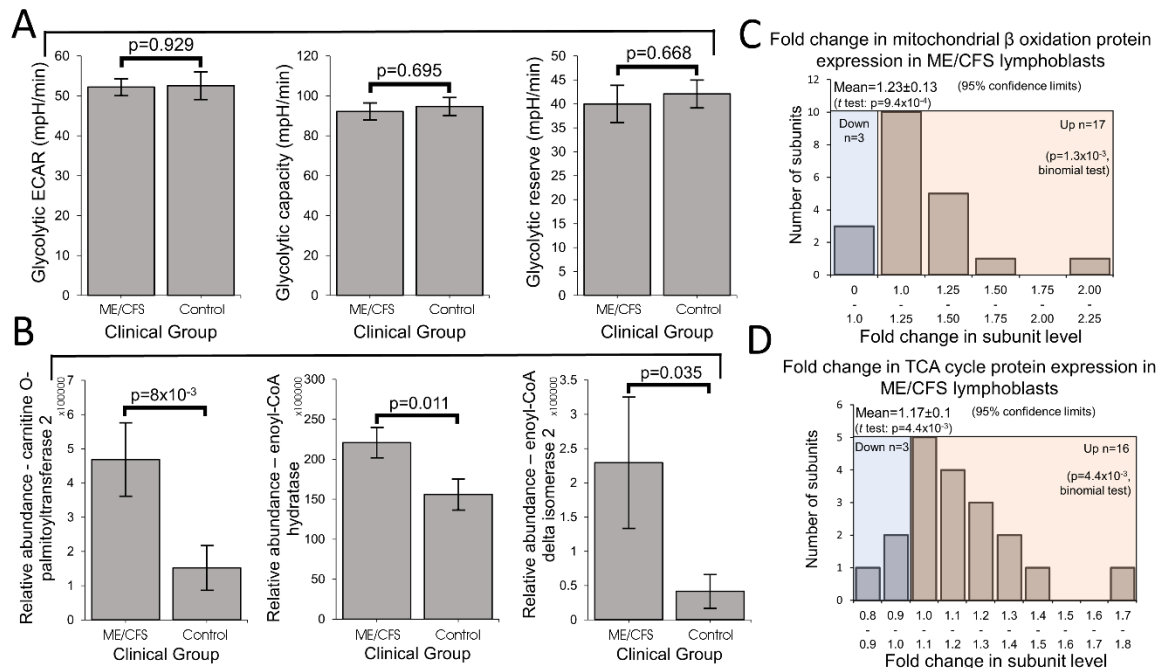 A
Glycolytic ECAR (mpH/min)
60
50
40
30
20
10
0
p=0.929
ME/CFS
Control
Clinical Group
Glycolytic capacity (mpH/min)
120
100
80
60
40
20
0
p=0.695
ME/CFS
Control
Clinical Group
Glycolytic reserve (mpH/min)
50
45
40
35
30
25
20
15
10
5
0
p=0.668
ME/CFS
Control
Clinical Group
B
Relative abundance - carnitine O-
palmitoyltransferase 2
x100000
7
6
5
4
3
2
1
0
p=8x10⁻³
ME/CFS
Control
Clinical Group
Relative abundance – enoyl-CoA
hydratase
x100000
300
250
200
150
100
50
0
p=0.011
ME/CFS
Control
Clinical Group
Relative abundance – enoyl-CoA
delta isomerase 2
x100000
3.5
3
2.5
2
1.5
1
0.5
0
p=0.035
ME/CFS
Control
Clinical Group
C
Fold change in mitochondrial β oxidation protein
expression in ME/CFS lymphoblasts
Mean=1.23±0.13 (95% confidence limits)
(t test: p=9.4x10⁻⁴)
Down
n=3
Up n=17
(p=1.3x10⁻³,
binomial test)
Number of subunits
12
10
8
6
4
2
0
0 1.0 1.25 1.50 1.75 2.00
- - - - - -
1.0 1.25 1.50 1.75 2.00 2.25
Fold change in subunit level
D
Fold change in TCA cycle protein expression in
ME/CFS lymphoblasts
Mean=1.17±0.1 (95% confidence limits)
(t test: p=4.4x10⁻³)
Down n=3
Up n=16
(p=4.4x10⁻³,
binomial test)
Number of subunits
6
5
4
3
2
1
0
0.8 0.9 1.0 1.1 1.2 1.3 1.4 1.5 1.6 1.7
- - - - - - - - - -
0.9 1.0 1.1 1.2 1.3 1.4 1.5 1.6 1.7 1.8
Fold change in subunit level